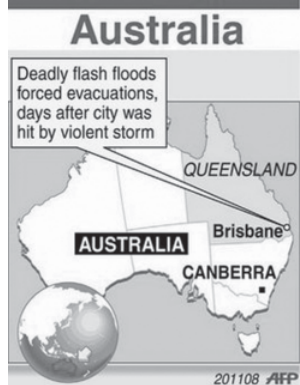 Australia
Deadly flash floods
forced evacuations,
days after city was
hit by violent storm
QUEENSLAND
Brisbane
AUSTRALIA
CANBERRA
201108 AFP